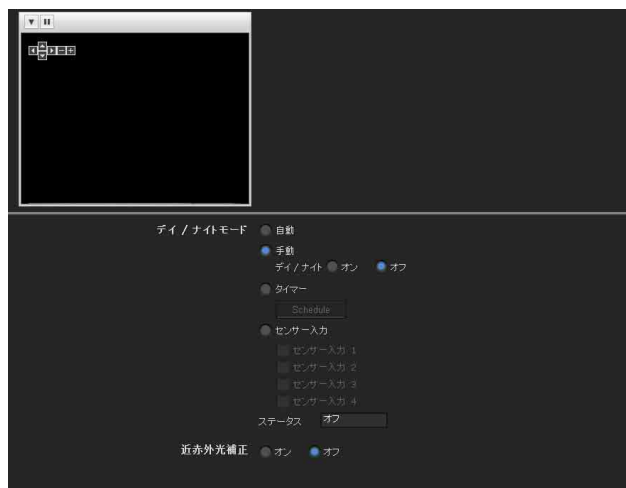 デイ / ナイトモード 自動
手動
デイ / ナイト オン オフ
タイマー
Schedule
センサー入力
センサー入力 1
センサー入力 2
センサー入力 3
センサー入力 4
ステータス オフ
近赤外光補正 オン オフ